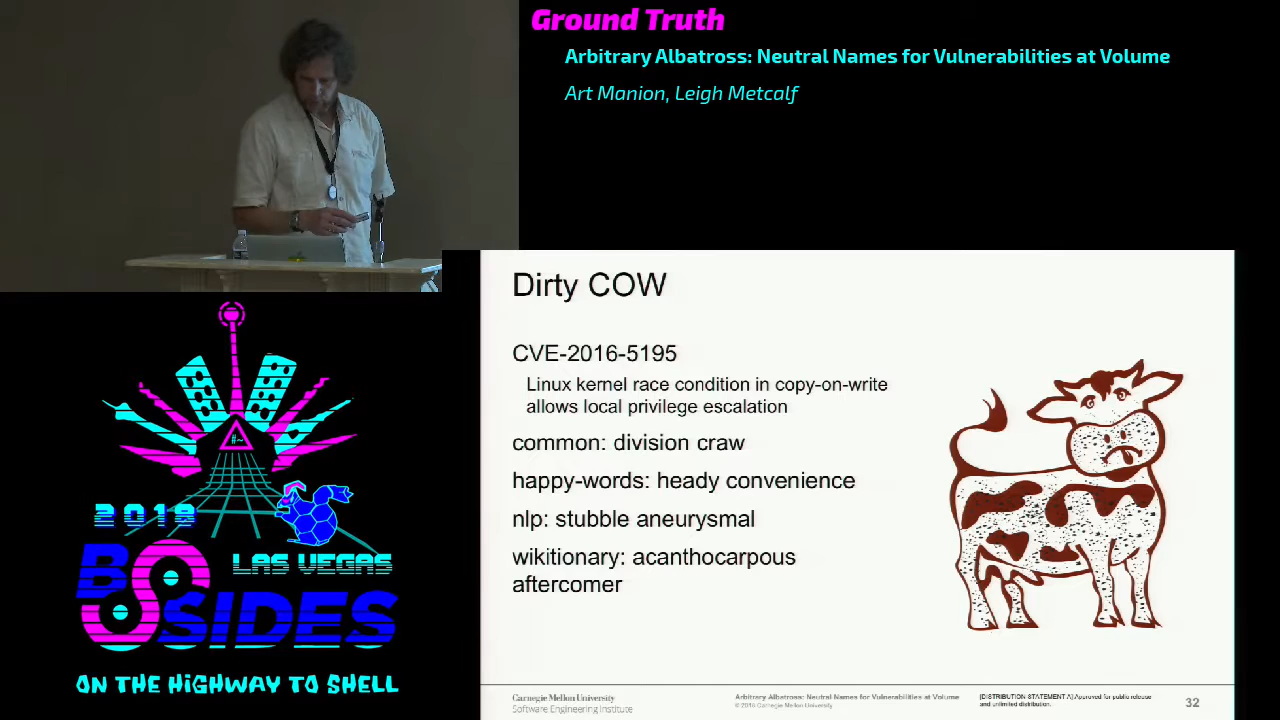 Ground Truth
Arbitrary Albatross: Neutral Names for Vulnerabilities at Volume
Art Manion, Leigh Metcalf
Dirty COW
CVE-2016-5195
Linux kernel race condition in copy-on-write
allows local privilege escalation
common: division craw
happy-words: heady convenience
nlp: stubble aneurysmal
wikitionary: acanthocarpous
aftercomer
#~
2018
BSIDES
LAS VEGAS
ON THE HIGHWAY TO SHELL
Carnegie Mellon University
Software Engineering Institute
Arbitrary Albatross: Neutral Names for Vulnerabilities at Volume
© 2018 Carnegie Mellon University
[DISTRIBUTION STATEMENT A] Approved for public release
and unlimited distribution.
32